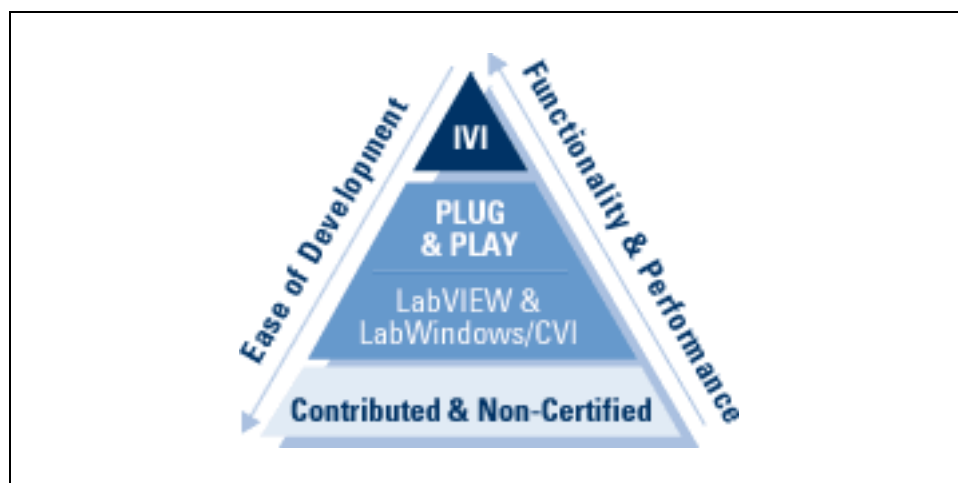 Ease of Development
Functionality & Performance
IVI
PLUG
& PLAY
LabVIEW &
LabWindows/CVI
Contributed & Non-Certified